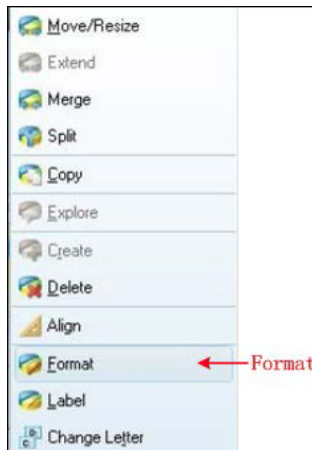 Move/Resize
Extend
Merge
Split
Copy
Explore
Create
Delete
Align
Format Format
Label
Change Letter